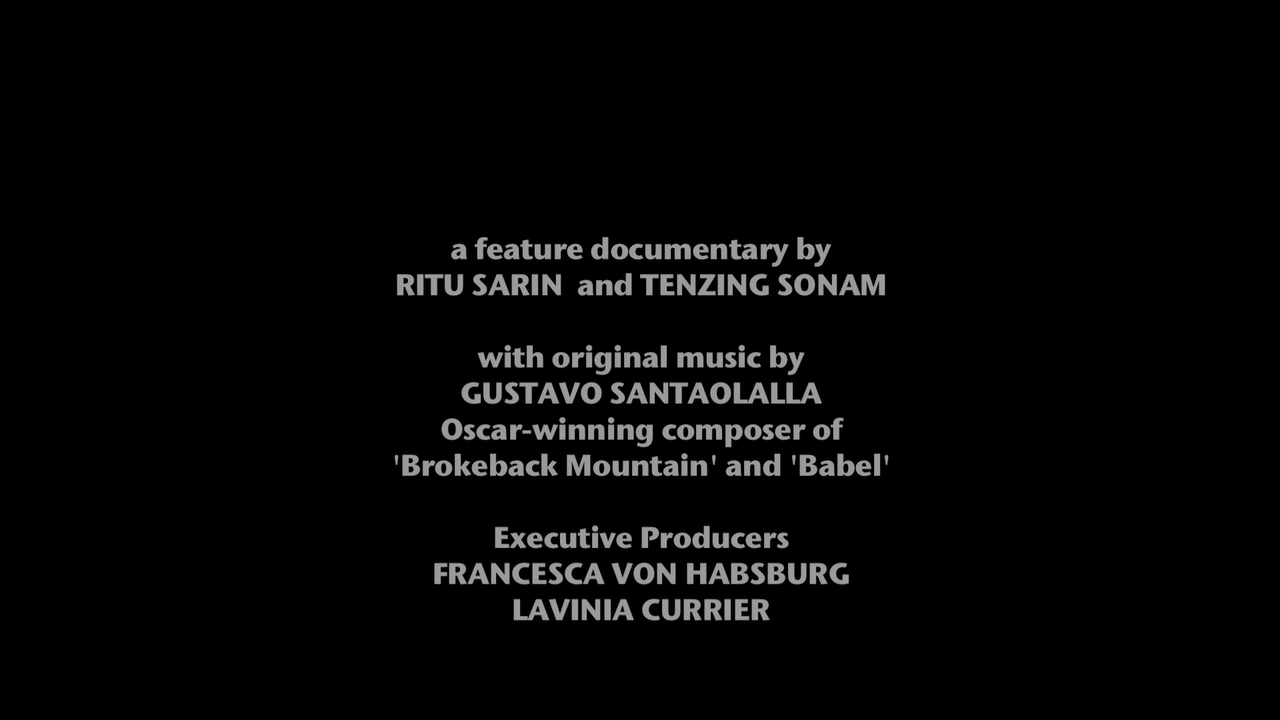 a feature documentary by
RITU SARIN  and TENZING SONAM
with original music by
GUSTAVO SANTAOLALLA
Oscar-winning composer of
'Brokeback Mountain' and 'Babel'
Executive Producers
FRANCESCA VON HABSBURG
LAVINIA CURRIER